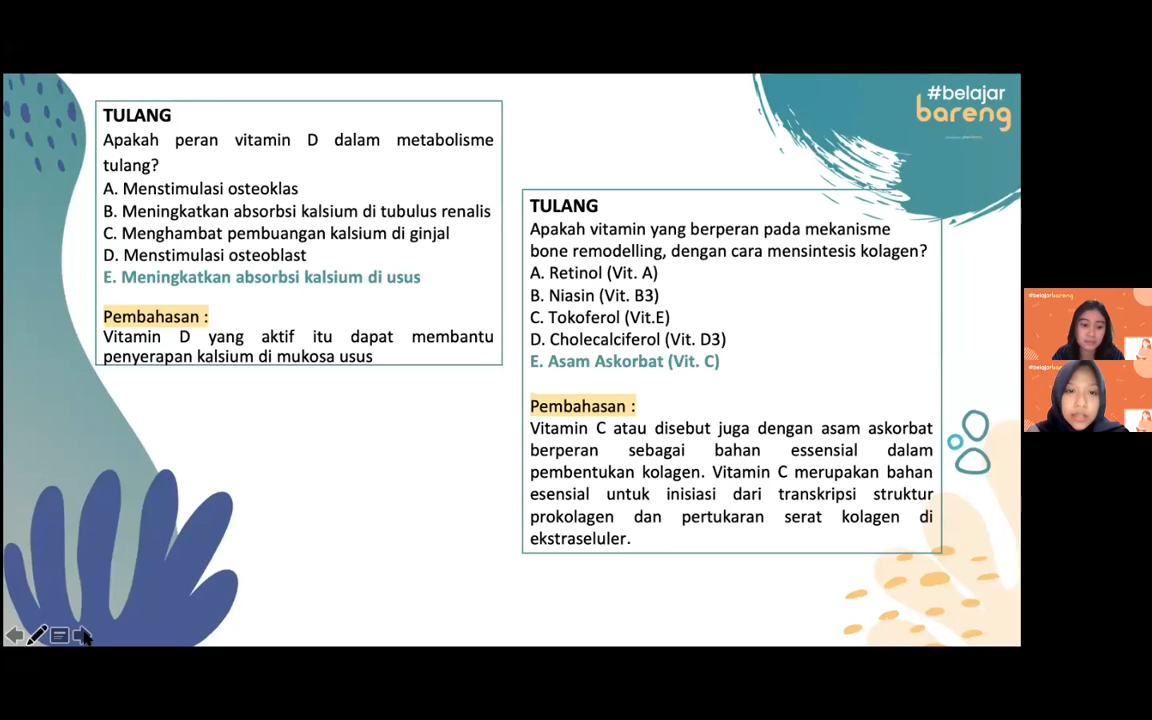 TULANG
Apakah peran vitamin D dalam metabolisme
tulang?
A. Menstimulasi osteoklas
B. Meningkatkan absorbsi kalsium di tubulus renalis
C. Menghambat pembuangan kalsium di ginjal
D. Menstimulasi osteoblast
E. Meningkatkan absorbsi kalsium di usus
Pembahasan :
Vitamin D yang aktif itu dapat membantu
penyerapan kalsium di mukosa usus
#belajar
bareng
TULANG
Apakah vitamin yang berperan pada mekanisme
bone remodelling, dengan cara mensintesis kolagen?
A. Retinol (Vit. A)
B. Niasin (Vit. B3)
C. Tokoferol (Vit.E)
D. Cholecalciferol (Vit. D3)
E. Asam Askorbat (Vit. C)
Pembahasan :
Vitamin C atau disebut juga dengan asam askorbat
berperan sebagai bahan essensial dalam
pembentukan kolagen. Vitamin C merupakan bahan
esensial untuk inisiasi dari transkripsi struktur
prokolagen dan pertukaran serat kolagen di
ekstraseluler.
#belajarbareng